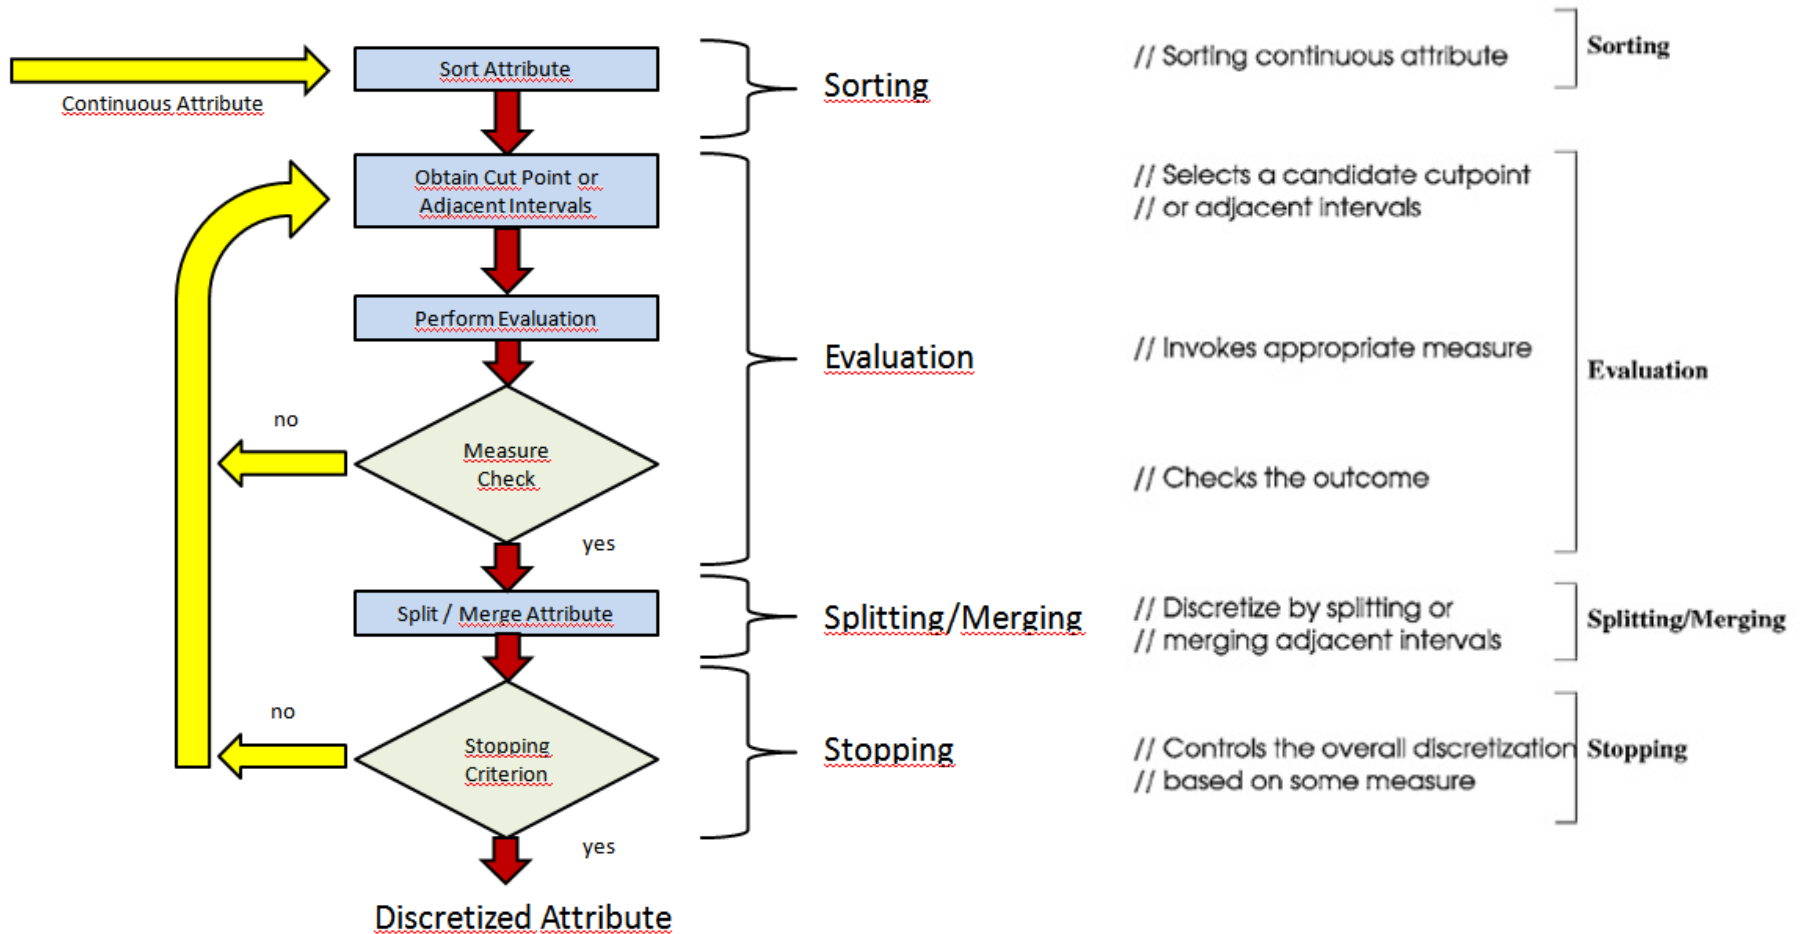 Continuous Attribute
Sort Attribute
Sorting
// Sorting continuous attribute
Sorting
Obtain Cut Point or
Adjacent Intervals
// Selects a candidate cutpoint
// or adjacent intervals
Perform Evaluation
Evaluation
// Invokes appropriate measure
Evaluation
no
Measure
Check
// Checks the outcome
yes
Split / Merge Attribute
Splitting/Merging
// Discretize by splitting or
// merging adjacent intervals
Splitting/Merging
no
Stopping
Criterion
Stopping
// Controls the overall discretization
// based on some measure
Stopping
yes
Discretized Attribute